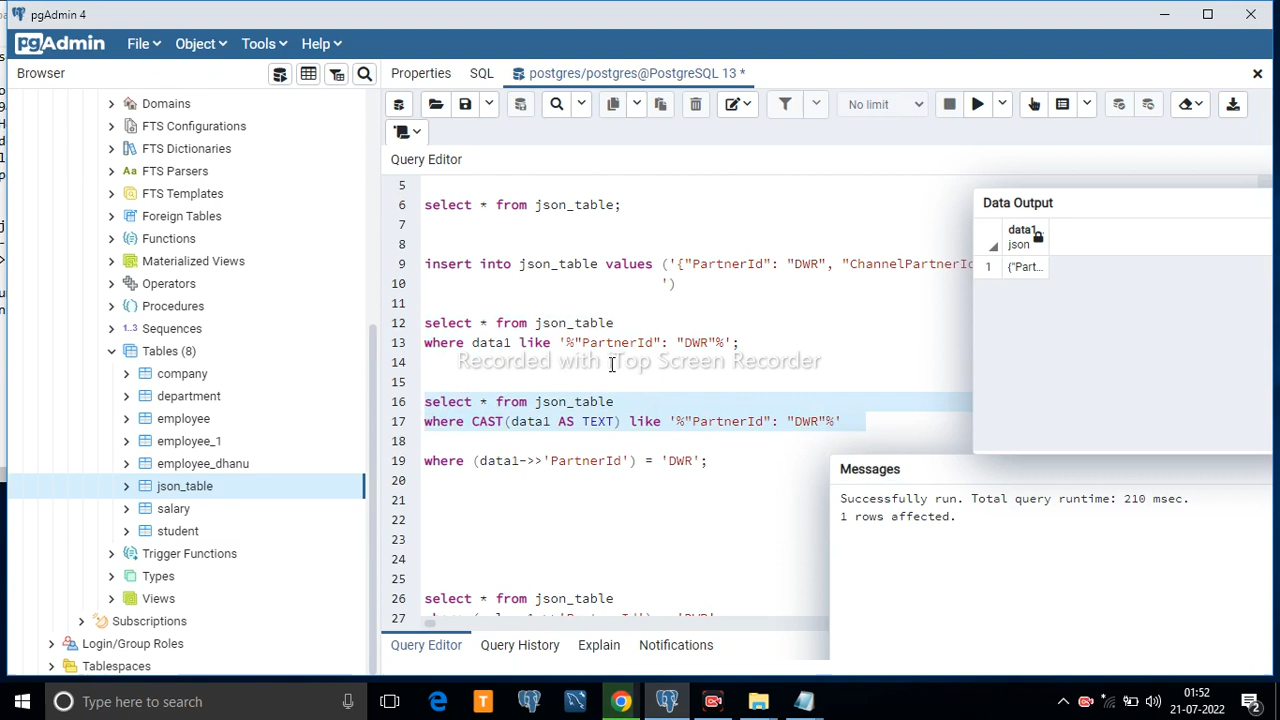 pgAdmin 4
pgAdmin
File
Object
Tools
Help
Browser
Properties
SQL
postgres/postgres@PostgreSQL 13 *
No limit
Query Editor
Domains
FTS Configurations
FTS Dictionaries
Aa FTS Parsers
FTS Templates
Foreign Tables
Functions
Materialized Views
Operators
Procedures
1..3 Sequences
Tables (8)
company
department
employee
employee_1
employee_dhanu
json_table
salary
student
Trigger Functions
Types
Views
Subscriptions
Login/Group Roles
Tablespaces
5
6 select * from json_table;
7
8
9 insert into json_table values ('{"PartnerId": "DWR", "ChannelPartnerId
10 ')
11
12 select * from json_table
13 where data1 like '%"PartnerId": "DWR"%';
14
Recorded with iTop Screen Recorder
15
16 select * from json_table
17 where CAST(data1 AS TEXT) like '%"PartnerId": "DWR"%'
18
19 where (data1->>'PartnerId') = 'DWR';
20
21
22
23
24
25
26 select * from json_table
27
Data Output
data1
json
1 {"Part...
Messages
Successfully run. Total query runtime: 210 msec.
1 rows affected.
Query Editor
Query History
Explain
Notifications
Type here to search
T
01:52
21-07-2022
2